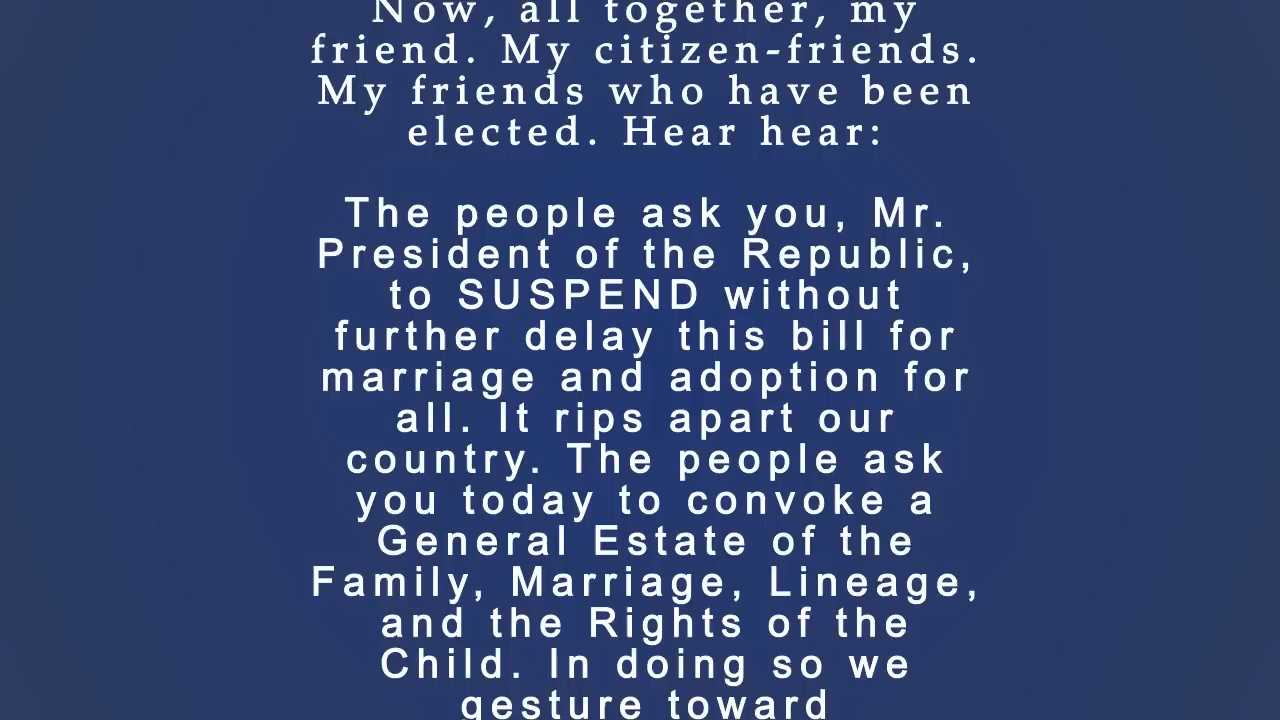 Now, all together, my
friend. My citizen-friends.
My friends who have been
elected. Hear hear:
The people ask you, Mr.
President of the Republic,
to SUSPEND without
further delay this bill for
marriage and adoption for
all. It rips apart our
country. The people ask
you today to convoke a
General Estate of the
Family, Marriage, Lineage,
and the Rights of the
Child. In doing so we
gesture toward